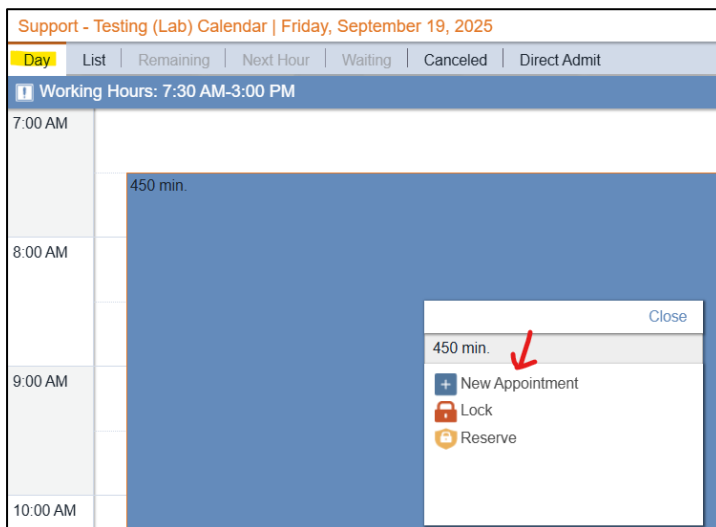 Support - Testing (Lab) Calendar | Friday, September 19, 2025
Day List Remaining Next Hour Waiting Canceled Direct Admit
Working Hours: 7:30 AM-3:00 PM
7:00 AM
450 min.
8:00 AM
Close
450 min.
9:00 AM
New Appointment
Lock
Reserve
10:00 AM